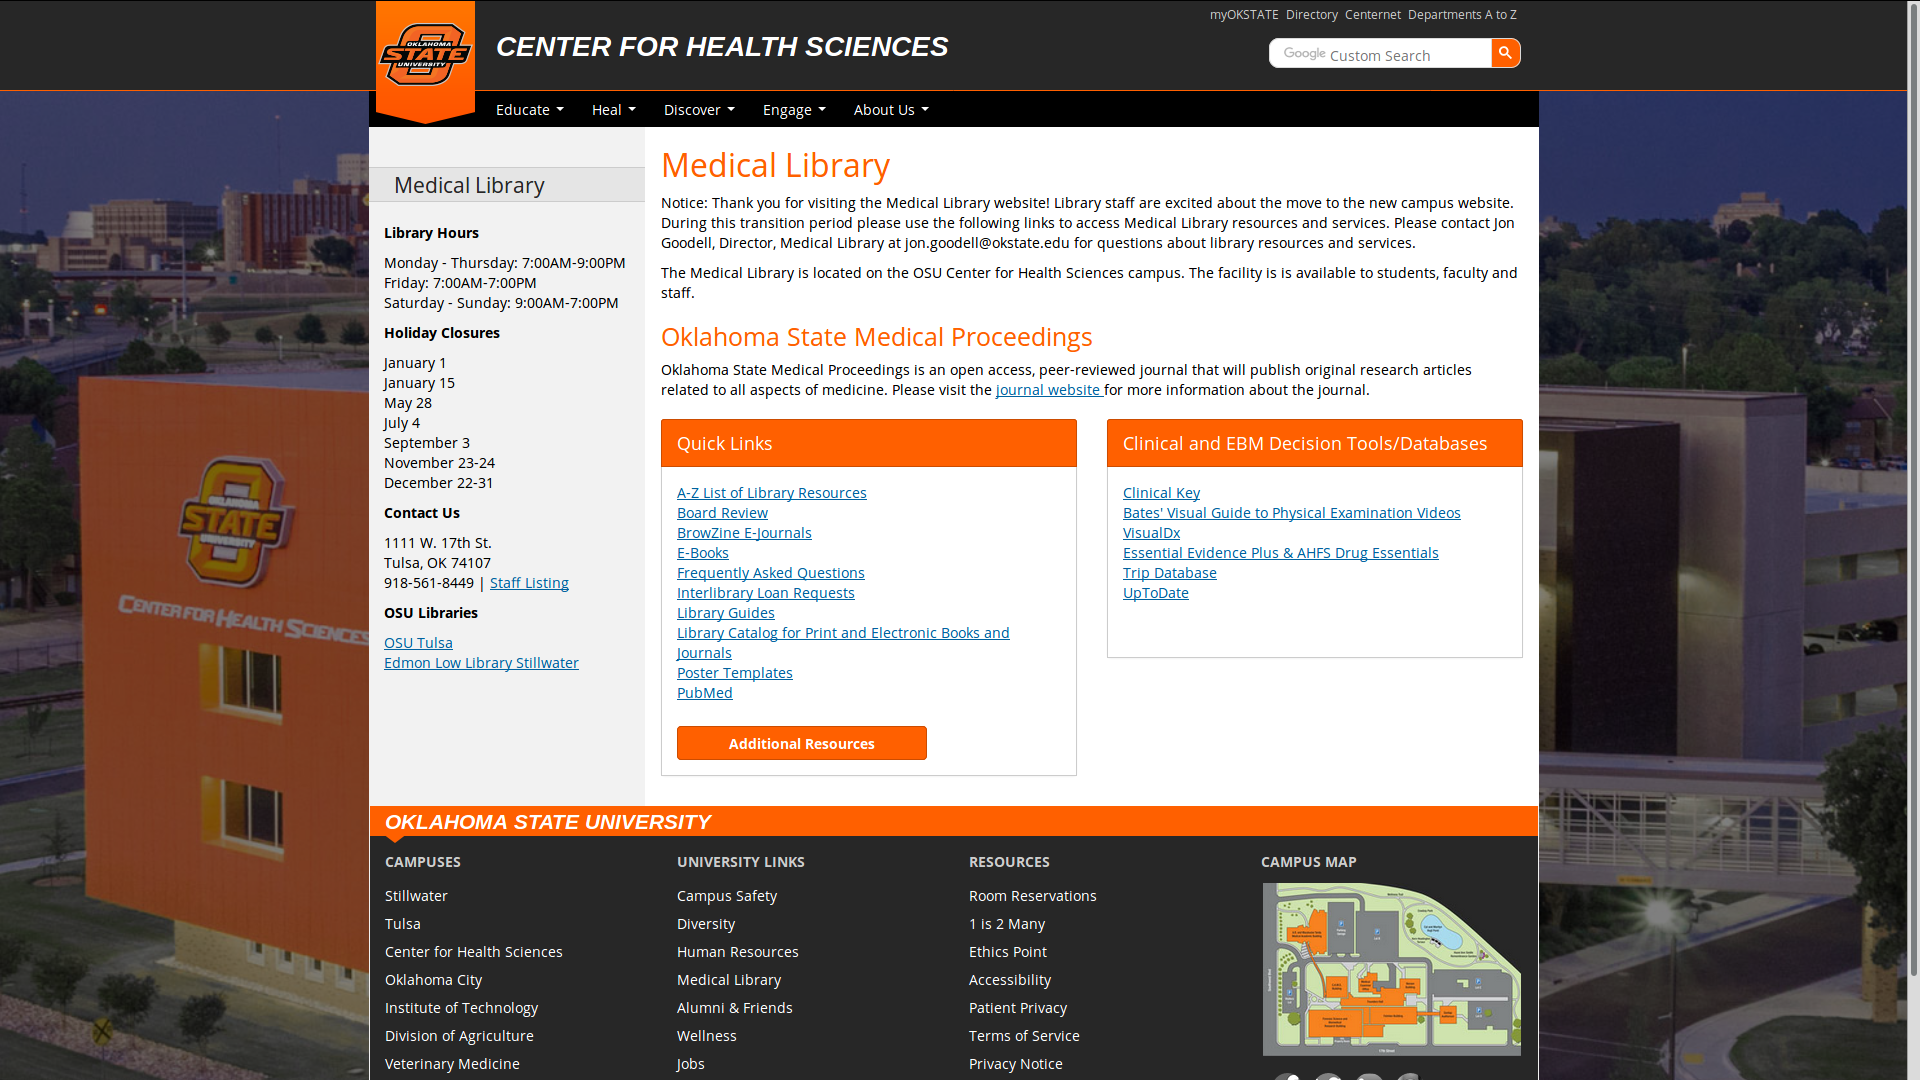 myOKSTATE Directory Centernet Departments A to Z
OKLAHOMA
STATE
UNIVERSITY
CENTER FOR HEALTH SCIENCES
Google Custom Search
Educate Heal Discover Engage About Us
Medical Library
Library Hours
Monday - Thursday: 7:00AM-9:00PM
Friday: 7:00AM-7:00PM
Saturday - Sunday: 9:00AM-7:00PM
Holiday Closures
January 1
January 15
May 28
July 4
September 3
November 23-24
December 22-31
Contact Us
1111 W. 17th St.
Tulsa, OK 74107
918-561-8449 | Staff Listing
OSU Libraries
OSU Tulsa
Edmon Low Library Stillwater
Medical Library
Notice: Thank you for visiting the Medical Library website! Library staff are excited about the move to the new campus website.
During this transition period please use the following links to access Medical Library resources and services. Please contact Jon
Goodell, Director, Medical Library at jon.goodell@okstate.edu for questions about library resources and services.
The Medical Library is located on the OSU Center for Health Sciences campus. The facility is is available to students, faculty and
staff.
Oklahoma State Medical Proceedings
Oklahoma State Medical Proceedings is an open access, peer-reviewed journal that will publish original research articles
related to all aspects of medicine. Please visit the journal website for more information about the journal.
Quick Links
A-Z List of Library Resources
Board Review
BrowZine E-Journals
E-Books
Frequently Asked Questions
Interlibrary Loan Requests
Library Guides
Library Catalog for Print and Electronic Books and
Journals
Poster Templates
PubMed
Additional Resources
Clinical and EBM Decision Tools/Databases
Clinical Key
Bates' Visual Guide to Physical Examination Videos
VisualDx
Essential Evidence Plus & AHFS Drug Essentials
Trip Database
UpToDate
OKLAHOMA
STATE
UNIVERSITY
CENTER FOR HEALTH SCIENCES
OKLAHOMA STATE UNIVERSITY
CAMPUSES
Stillwater
Tulsa
Center for Health Sciences
Oklahoma City
Institute of Technology
Division of Agriculture
Veterinary Medicine
UNIVERSITY LINKS
Campus Safety
Diversity
Human Resources
Medical Library
Alumni & Friends
Wellness
Jobs
RESOURCES
Room Reservations
1 is 2 Many
Ethics Point
Accessibility
Patient Privacy
Terms of Service
Privacy Notice
CAMPUS MAP